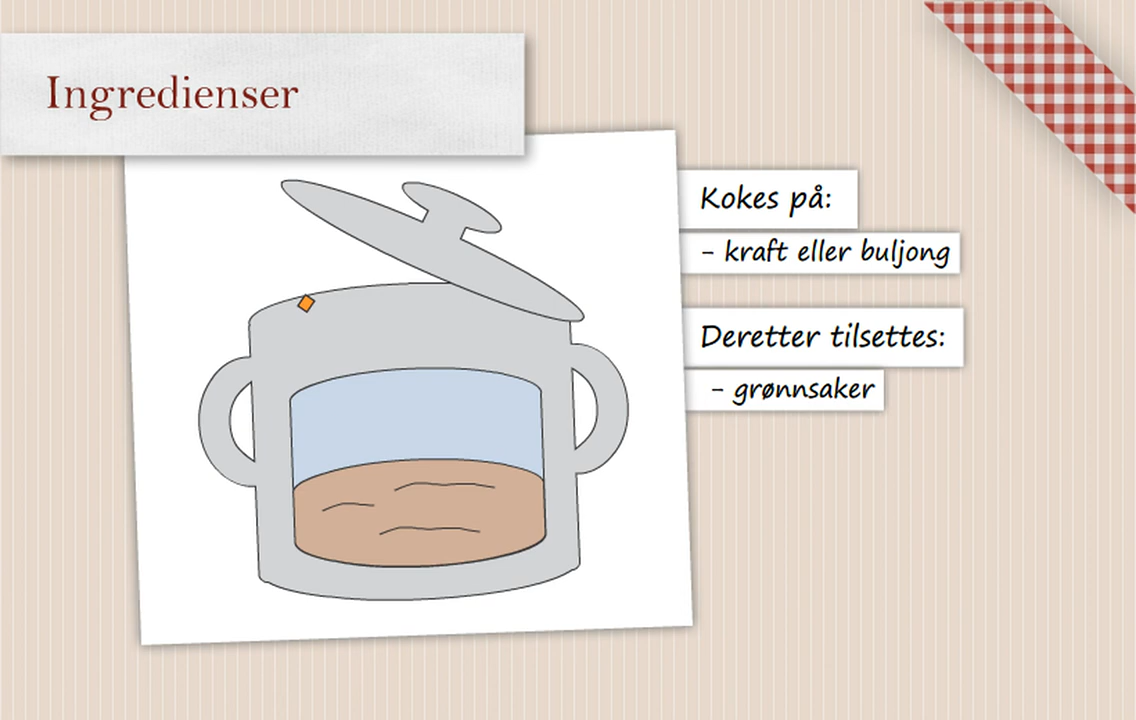 Ingredienser
Kokes på:
- kraft eller buljong
Deretter tilsettes:
- grønnsaker